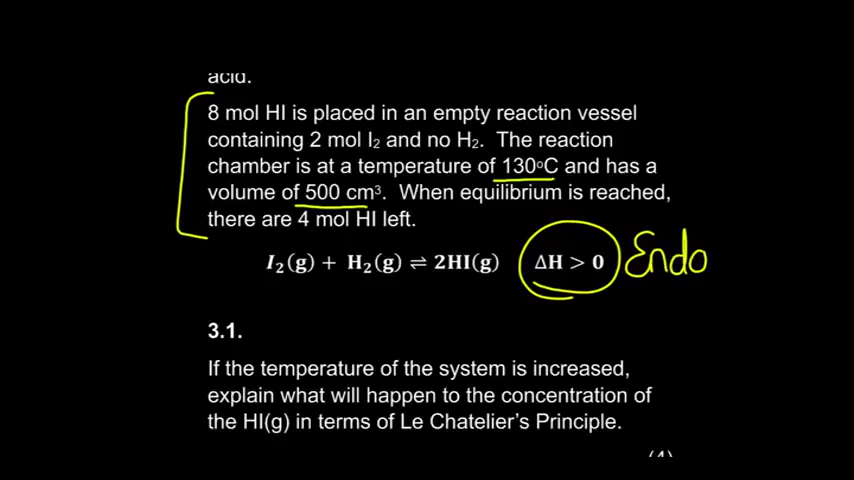 acid.
8 mol HI is placed in an empty reaction vessel
containing 2 mol I₂ and no H₂. The reaction
chamber is at a temperature of 130°C and has a
volume of 500 cm³. When equilibrium is reached,
there are 4 mol HI left.
I₂(g) + H₂(g) ⇌ 2HI(g) ΔH > 0 Endo
3.1.
If the temperature of the system is increased,
explain what will happen to the concentration of
the HI(g) in terms of Le Chatelier's Principle.
(4)